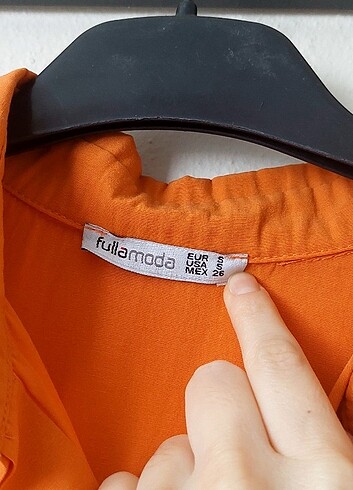 fullamoda
EUR S
USA S
MEX 26